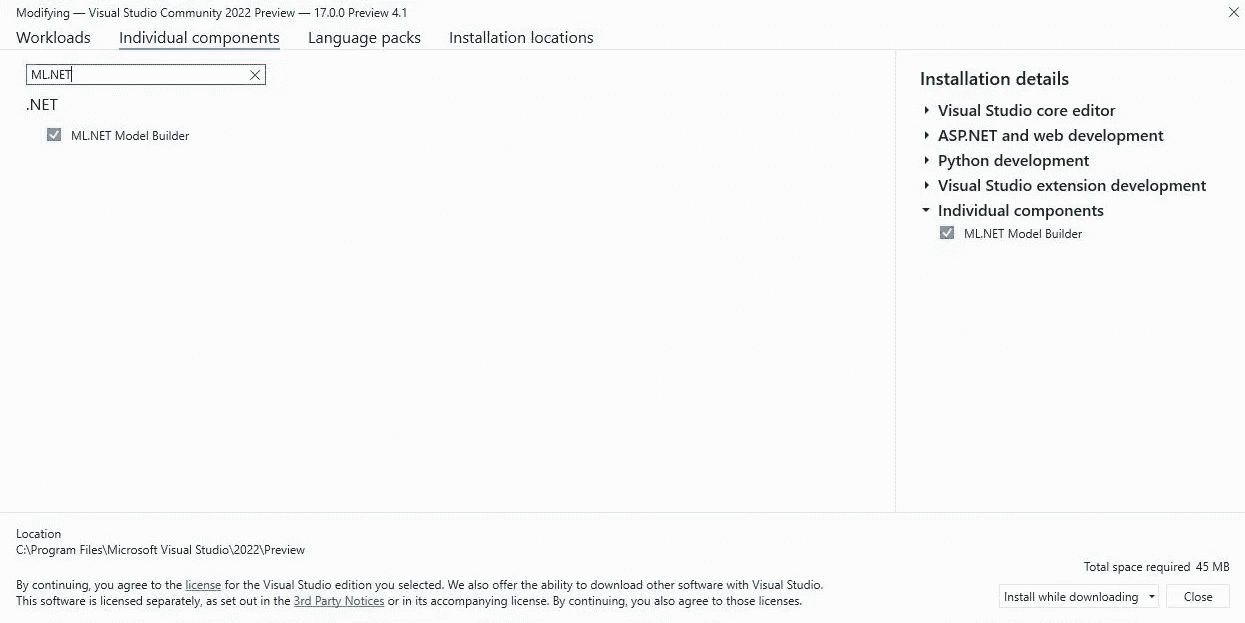 Modifying — Visual Studio Community 2022 Preview — 17.0.0 Preview 4.1
Workloads Individual components Language packs Installation locations
ML.NET
.NET
ML.NET Model Builder
Installation details
Visual Studio core editor
ASP.NET and web development
Python development
Visual Studio extension development
Individual components
ML.NET Model Builder
Location
C:\Program Files\Microsoft Visual Studio\2022\Preview
Total space required 45 MB
By continuing, you agree to the license for the Visual Studio edition you selected. We also offer the ability to download other software with Visual Studio.
This software is licensed separately, as set out in the 3rd Party Notices or in its accompanying license. By continuing, you also agree to those licenses.
Install while downloading Close